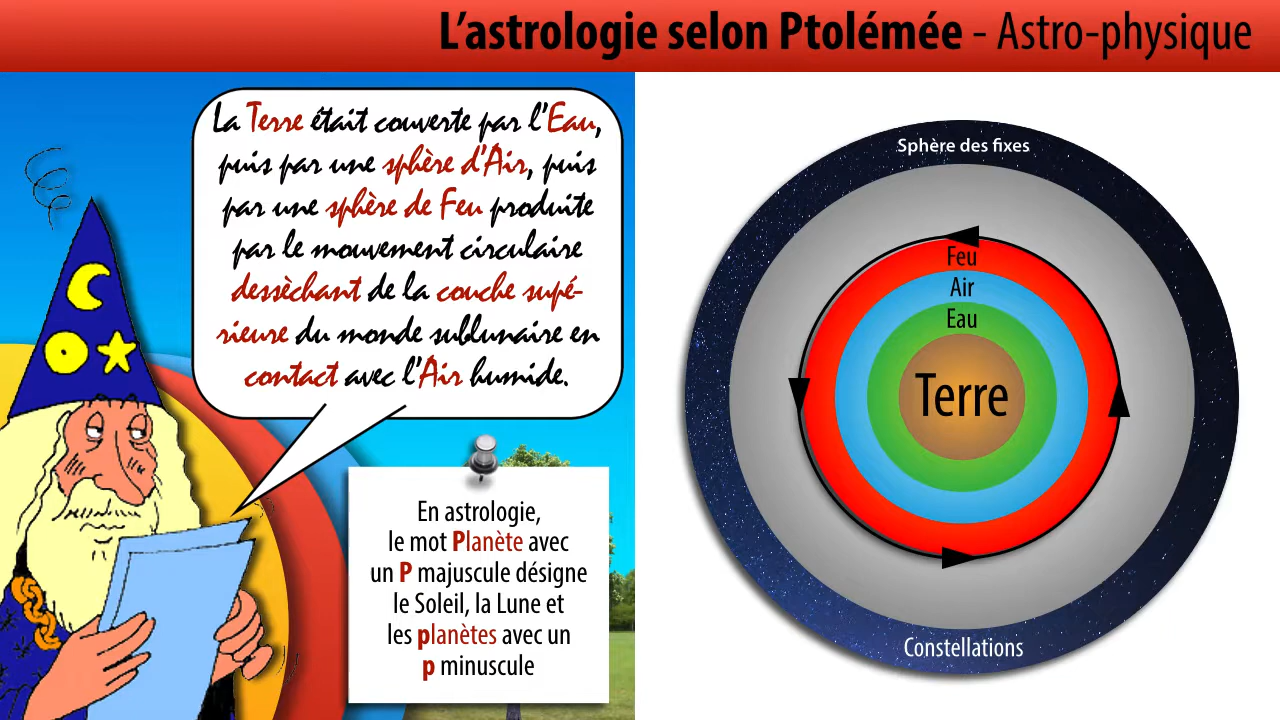 L'astrologie selon Ptolémée - Astro-physique
La Terre était couverte par l'Eau,
puis par une sphère d'Air, puis
par une sphère de Feu produite
par le mouvement circulaire
dessèchant de la couche supé-
rieure du monde sublunaire en
contact avec l'Air humide.
En astrologie,
le mot Planète avec
un P majuscule désigne
le Soleil, la Lune et
les planètes avec un
p minuscule
Sphère des fixes
Feu
Air
Eau
Terre
Constellations